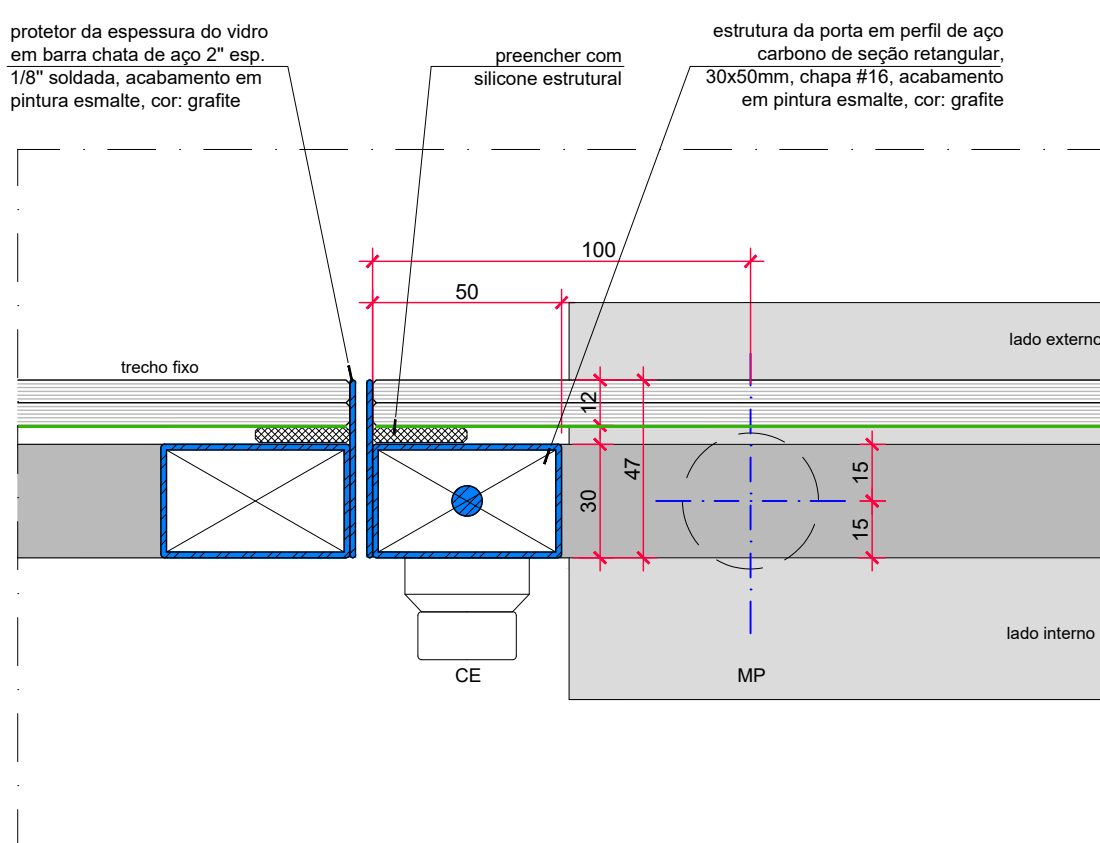 protetor da espessura do vidro
em barra chata de aço 2" esp.
1/8" soldada, acabamento em
pintura esmalte, cor: grafite
preencher com
silicone estrutural
estrutura da porta em perfil de aço
carbono de seção retangular,
30x50mm, chapa #16, acabamento
em pintura esmalte, cor: grafite
100
50
lado externo
trecho fixo
12
47
15
30
15
lado interno
CE
MP